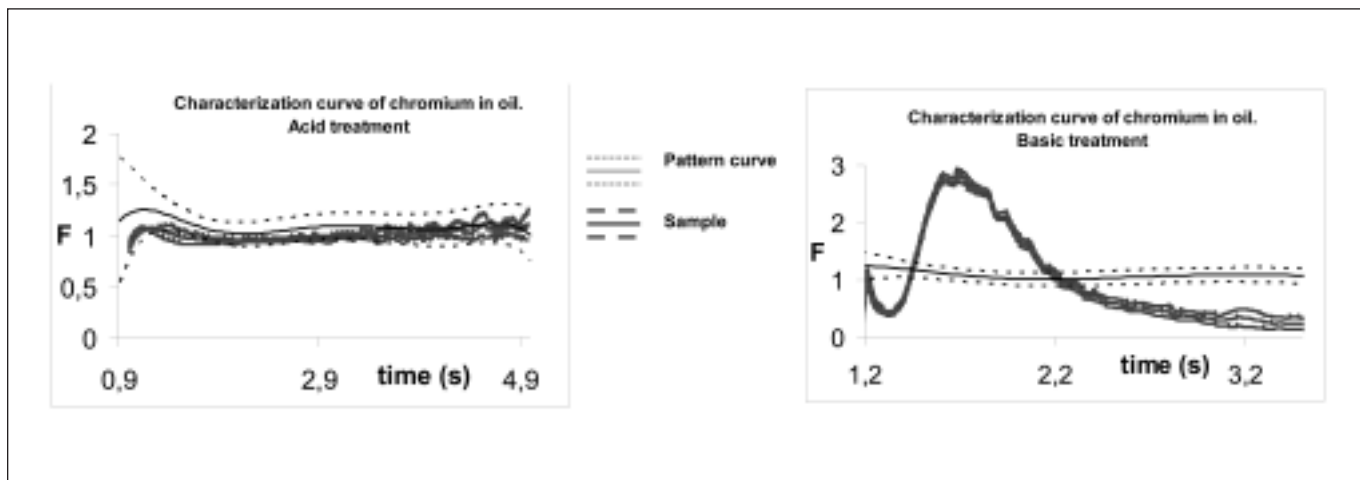 Characterization curve of chromium in oil.
Acid treatment
2
1,5
F
1
0,5
0
0,9
2,9
time (s)
4,9
Pattern curve
Sample
Characterization curve of chromium in oil.
Basic treatment
3
2
F
1
0
1,2
2,2
time (s)
3,2